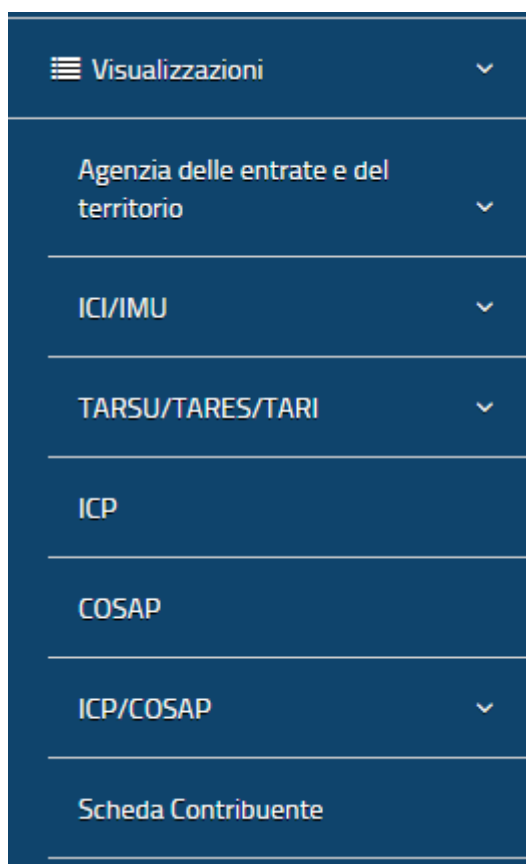 Visualizzazioni
Agenzia delle entrate e del
territorio
ICI/IMU
TARSU/TARES/TARI
ICP
COSAP
ICP/COSAP
Scheda Contribuente